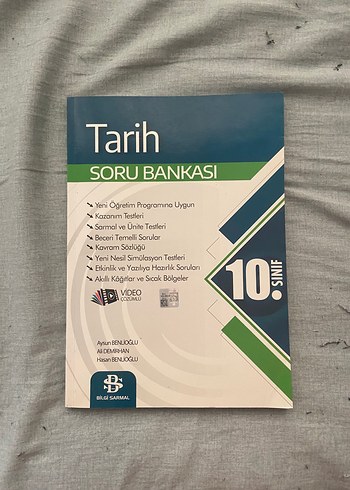 Tarih
SORU BANKASI
Yeni Öğretim Programına Uygun
Kazanım Testleri
Sarmal ve Ünite Testleri
Beceri Temelli Sorular
Kavram Sözlüğü
Yeni Nesil Simülasyon Testleri
Etkinlik ve Yazılıya Hazırlık Soruları
Akıllı Kağıtlar ve Sıcak Bölgeler
10. SINIF
VİDEO
ÇÖZÜMLÜ
Aysun BENLİOĞLU
Ali DEMİRHAN
Hasan BENLİOĞLU
BİLGİ SARMAL